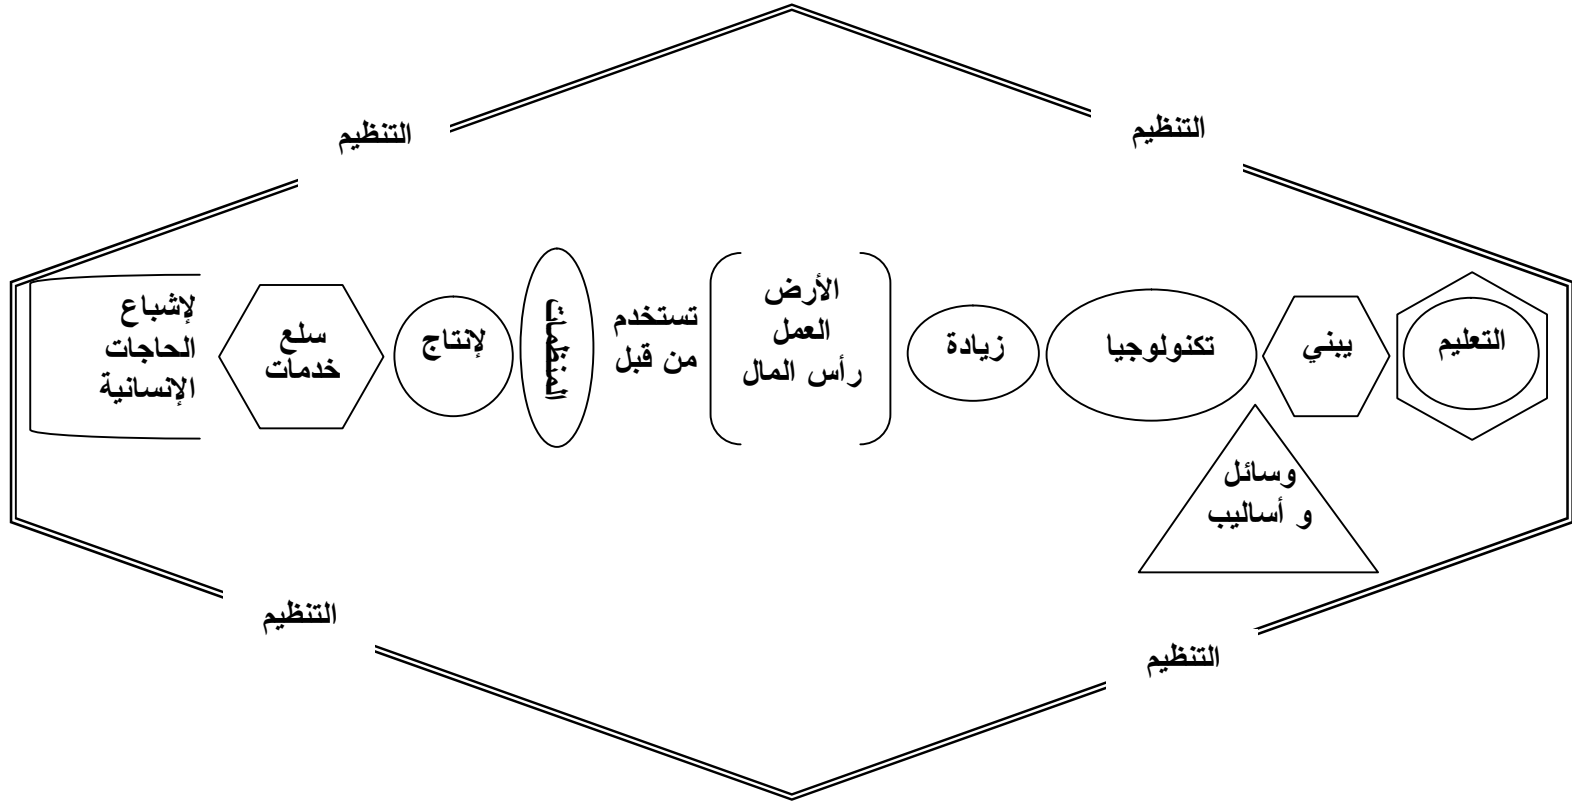 التنظيم
التنظيم
التعليم
يبني
تكنولوجيا
وسائل
و أساليب
زيادة
الأرض
العمل
رأس المال
تستخدم
من قبل
المنظمات
لإنتاج
سلع
خدمات
لإشباع
الحاجات
الإنسانية
التنظيم
التنظيم